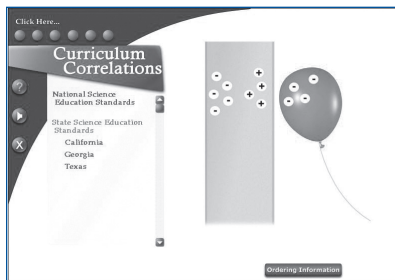 Click Here...
Curriculum
Correlations
National Science
Education Standards
State Science Education
Standards
California
Georgia
Texas
?
X
- - - - - -
+ + + + +
- - - -
Ordering Information